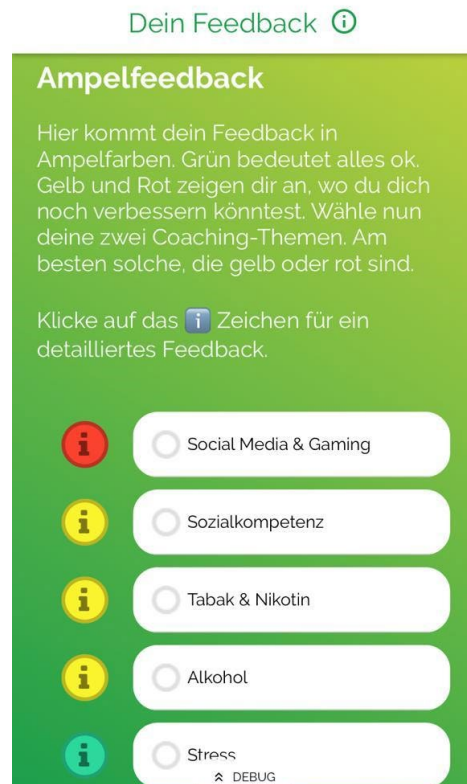 Dein Feedback ⓘ
Ampelfeedback
Hier kommt dein Feedback in
Ampelfarben. Grün bedeutet alles ok.
Gelb und Rot zeigen dir an, wo du dich
noch verbessern könntest. Wähle nun
deine zwei Coaching-Themen. Am
besten solche, die gelb oder rot sind.
Klicke auf das ℹ️ Zeichen für ein
detailliertes Feedback.
i Social Media & Gaming
i Sozialkompetenz
i Tabak & Nikotin
i Alkohol
i Stress
DEBUG